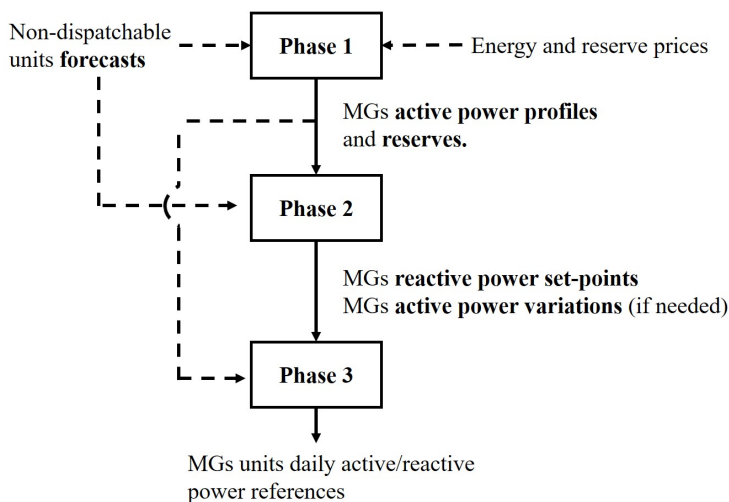 Non-dispatchable
units forecasts
Phase 1
Energy and reserve prices
MGs active power profiles
and reserves.
Phase 2
MGs reactive power set-points
MGs active power variations (if needed)
Phase 3
MGs units daily active/reactive
power references